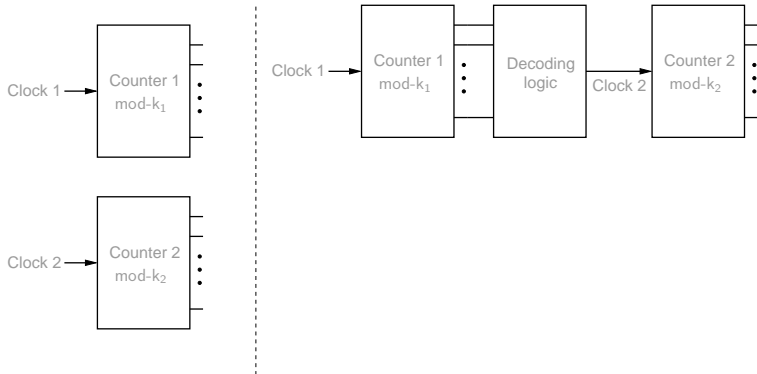 Clock 1
Counter 1
mod-k₁
Clock 2
Counter 2
mod-k₂
Clock 1
Counter 1
mod-k₁
Decoding
logic
Clock 2
Counter 2
mod-k₂